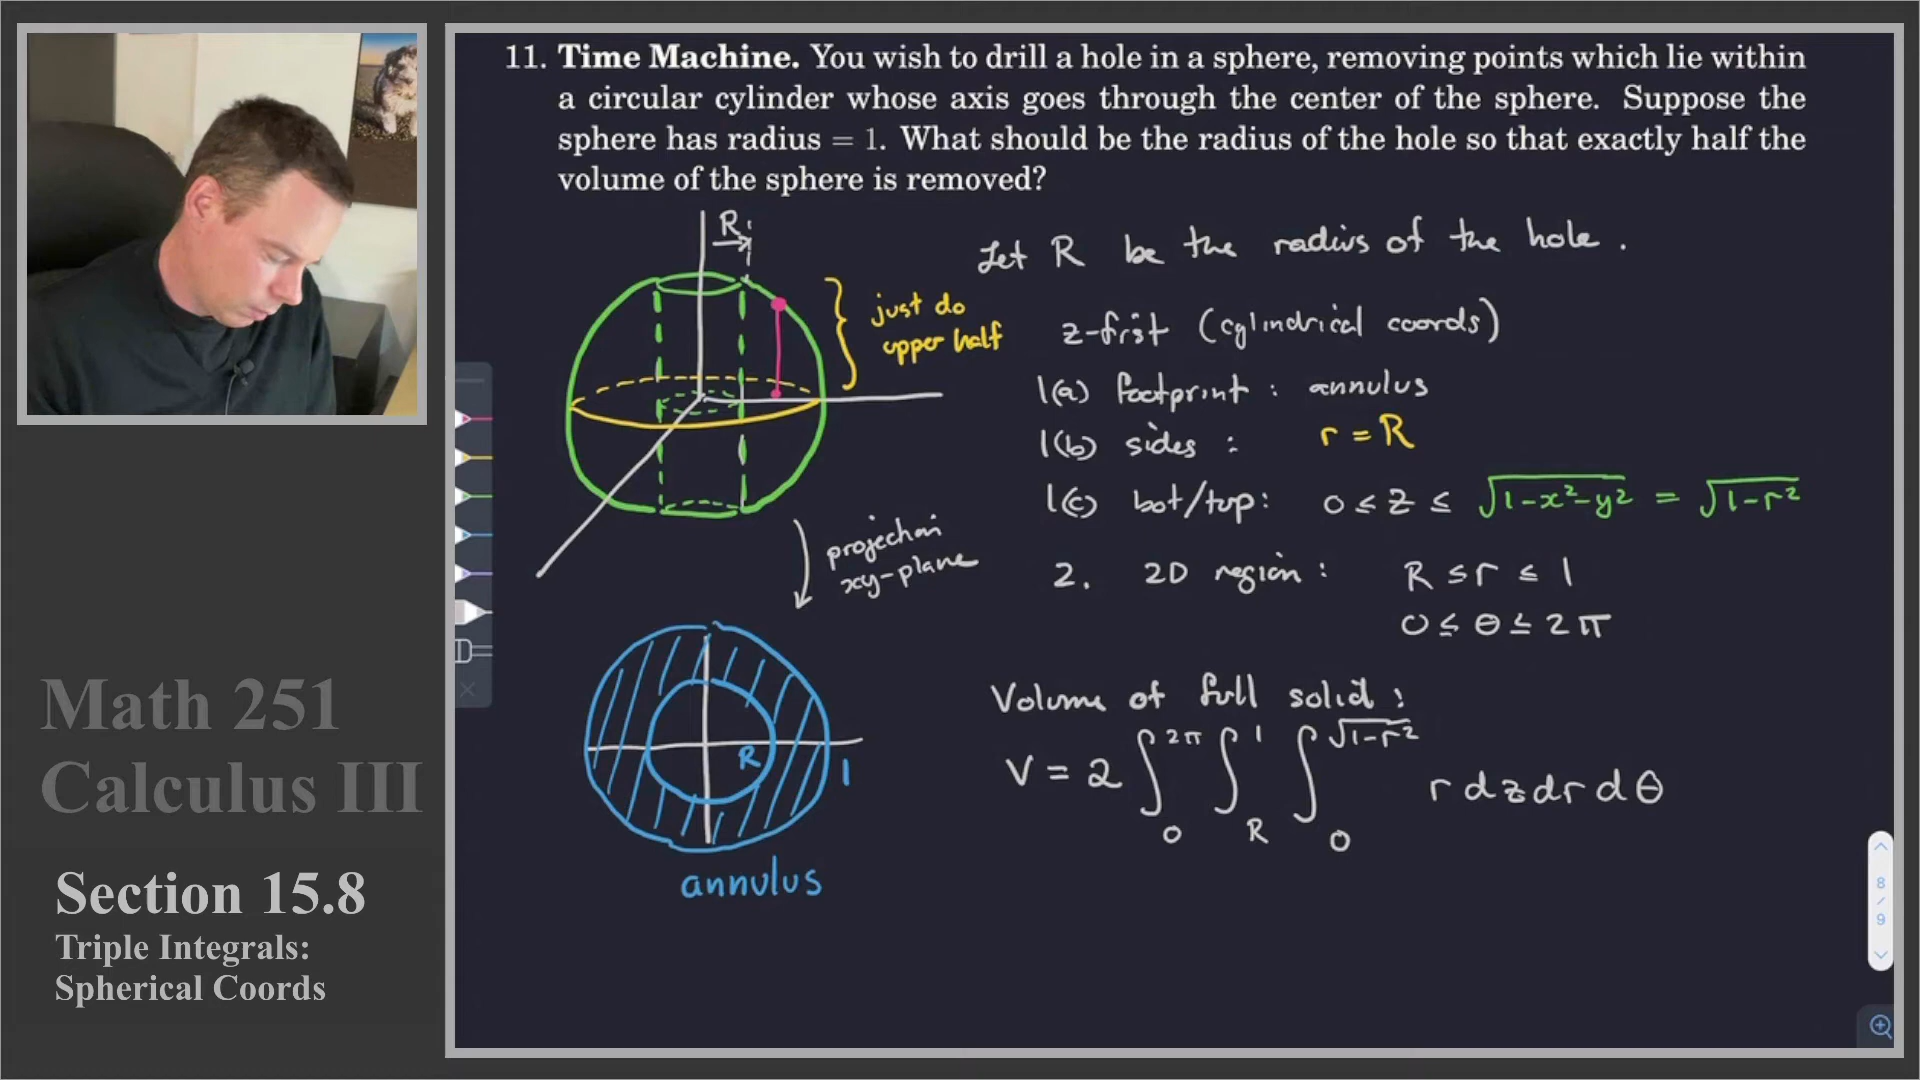 11. Time Machine. You wish to drill a hole in a sphere, removing points which lie within
a circular cylinder whose axis goes through the center of the sphere. Suppose the
sphere has radius = 1. What should be the radius of the hole so that exactly half the
volume of the sphere is removed?
R
Let R be the radius of the hole.
just do
upper half
z-first (cylindrical coords)
1(a) footprint: annulus
1(b) sides: r = R
1(c) bot/top: 0 ≤ z ≤ √(1-x²-y²) = √(1-r²)
projection
xy-plane
2. 2D region: R ≤ r ≤ 1
0 ≤ θ ≤ 2π
R
1
annulus
Volume of full solid:
V = 2 ∫₀^2π ∫_R^1 ∫₀^√(1-r²) r dz dr dθ
Math 251
Calculus III
Section 15.8
Triple Integrals:
Spherical Coords
8
/
9